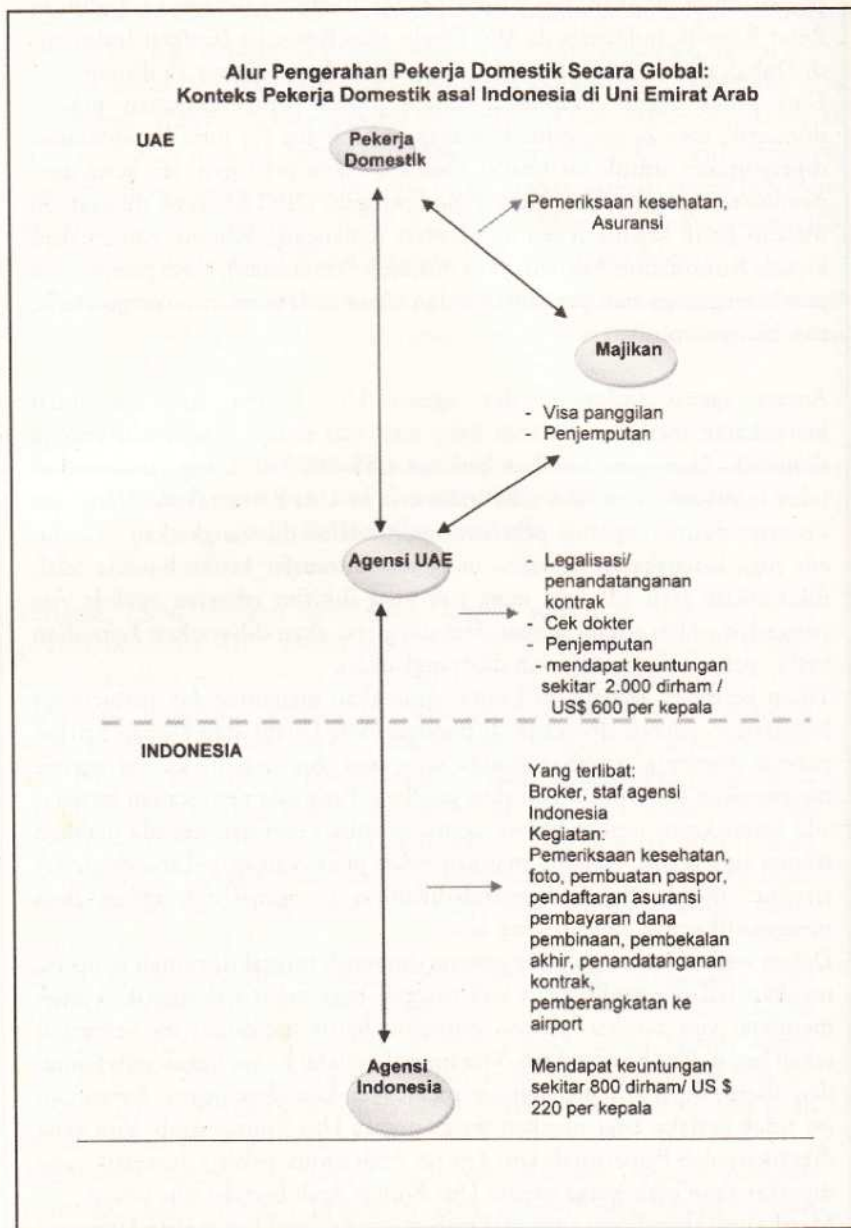 Alur Pengerahan Pekerja Domestik Secara Global:
Konteks Pekerja Domestik asal Indonesia di Uni Emirat Arab
UAE
Pekerja
Domestik
Pemeriksaan kesehatan,
Asuransi
Majikan
- Visa panggilan
- Penjemputan
Agensi UAE
- Legalisasi/
penandatanganan
kontrak
- Cek dokter
- Penjemputan
- mendapat keuntungan
sekitar 2.000 dirham /
US$ 600 per kepala
INDONESIA
Yang terlibat:
Broker, staf agensi
Indonesia
Kegiatan:
Pemeriksaan kesehatan,
foto, pembuatan paspor,
pendaftaran asuransi
pembayaran dana
pembinaan, pembekalan
akhir, penandatanganan
kontrak,
pemberangkatan ke
airport
Agensi
Indonesia
Mendapat keuntungan
sekitar 800 dirham/ US $
220 per kepala